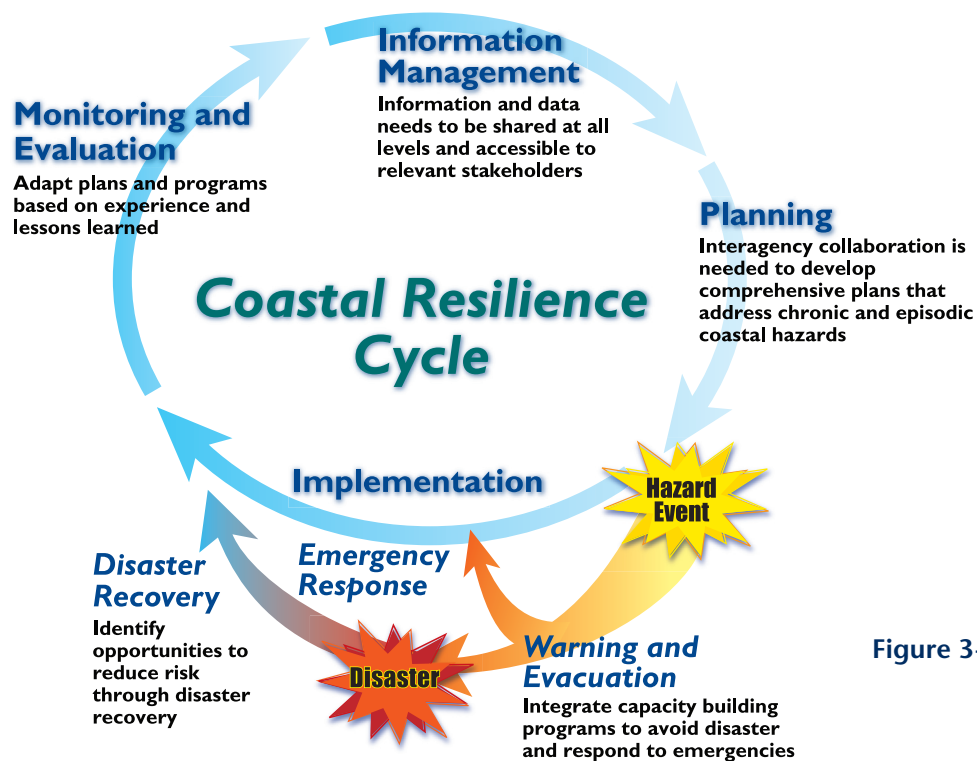 Information
Management
Information and data
needs to be shared at all
levels and accessible to
relevant stakeholders
Monitoring and
Evaluation
Adapt plans and programs
based on experience and
lessons learned
Planning
Interagency collaboration is
needed to develop
comprehensive plans that
address chronic and episodic
coastal hazards
Coastal Resilience
Cycle
Implementation
Hazard
Event
Emergency
Response
Disaster
Recovery
Identify
opportunities to
reduce risk
through disaster
recovery
Disaster
Warning and
Evacuation
Integrate capacity building
programs to avoid disaster
and respond to emergencies
Figure 3-